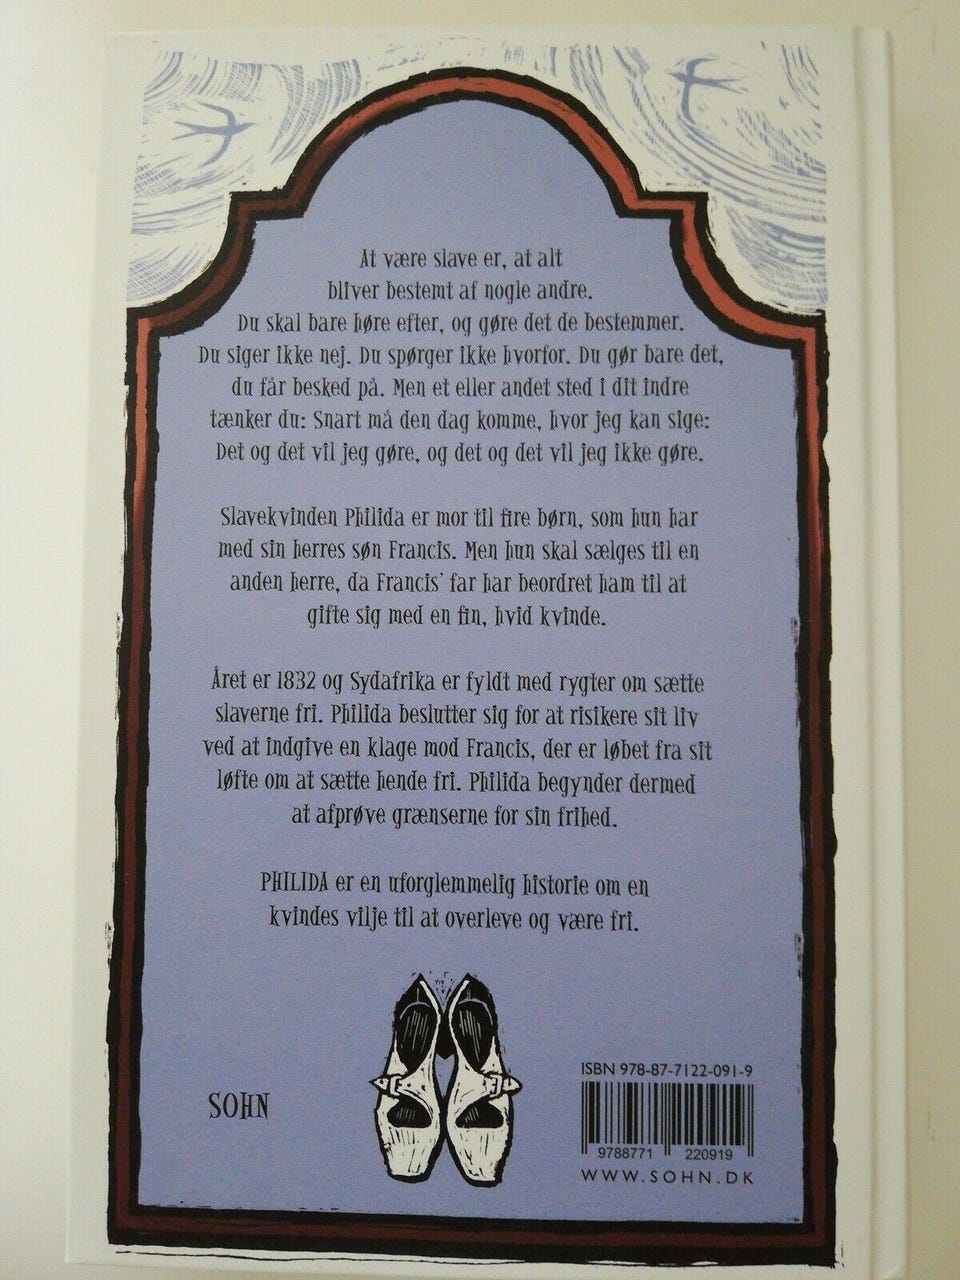 At være slave er, at alt
bliver bestemt af nogle andre.
Du skal bare høre efter, og gøre det de bestemmer.
Du siger ikke nej. Du spørger ikke hvorfor. Du gør bare det,
du får besked på. Men et eller andet sted i dit indre
tænker du: Snart må den dag komme, hvor jeg kan sige:
Det og det vil jeg gøre, og det og det vil jeg ikke gøre.
Slavekvinden Philida er mor til fire børn, som hun har
med sin herres søn Francis. Men hun skal sælges til en
anden herre, da Francis' far har beordret ham til at
gifte sig med en fin, hvid kvinde.
Året er 1832 og Sydafrika er fyldt med rygter om sætte
slaverne fri. Philida beslutter sig for at risikere sit liv
ved at indgive en klage mod Francis, der er løbet fra sit
løfte om at sætte hende fri. Philida begynder dermed
at afprøve grænserne for sin frihed.
PHILIDA er en uforglemmelig historie om en
kvindes vilje til at overleve og være fri.
SOHN
ISBN 978-87-7122-091-9
9788771 220919
WWW.SOHN.DK